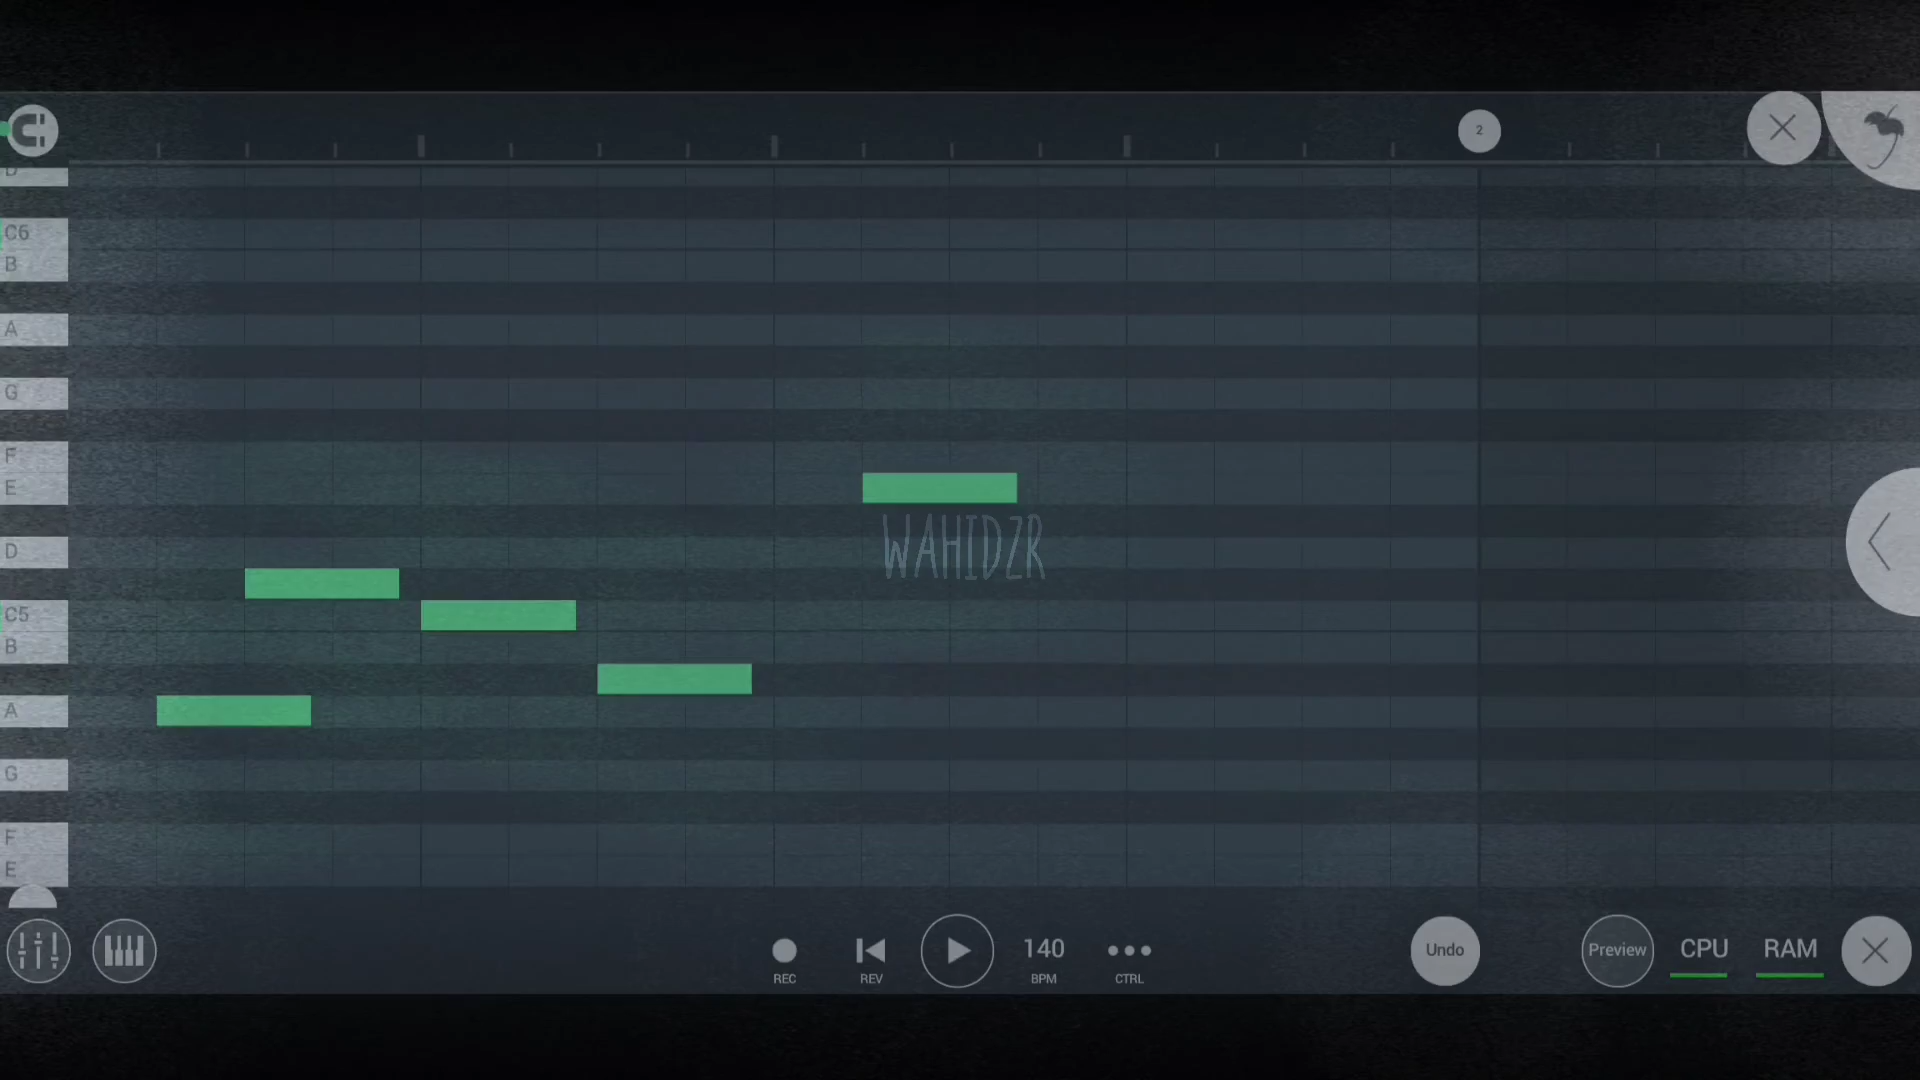 2
D
C6
B
A
G
F
E
D
C5
B
A
G
F
E
WAHIDZR
REC
REV
140
BPM
CTRL
Undo
Preview
CPU
RAM